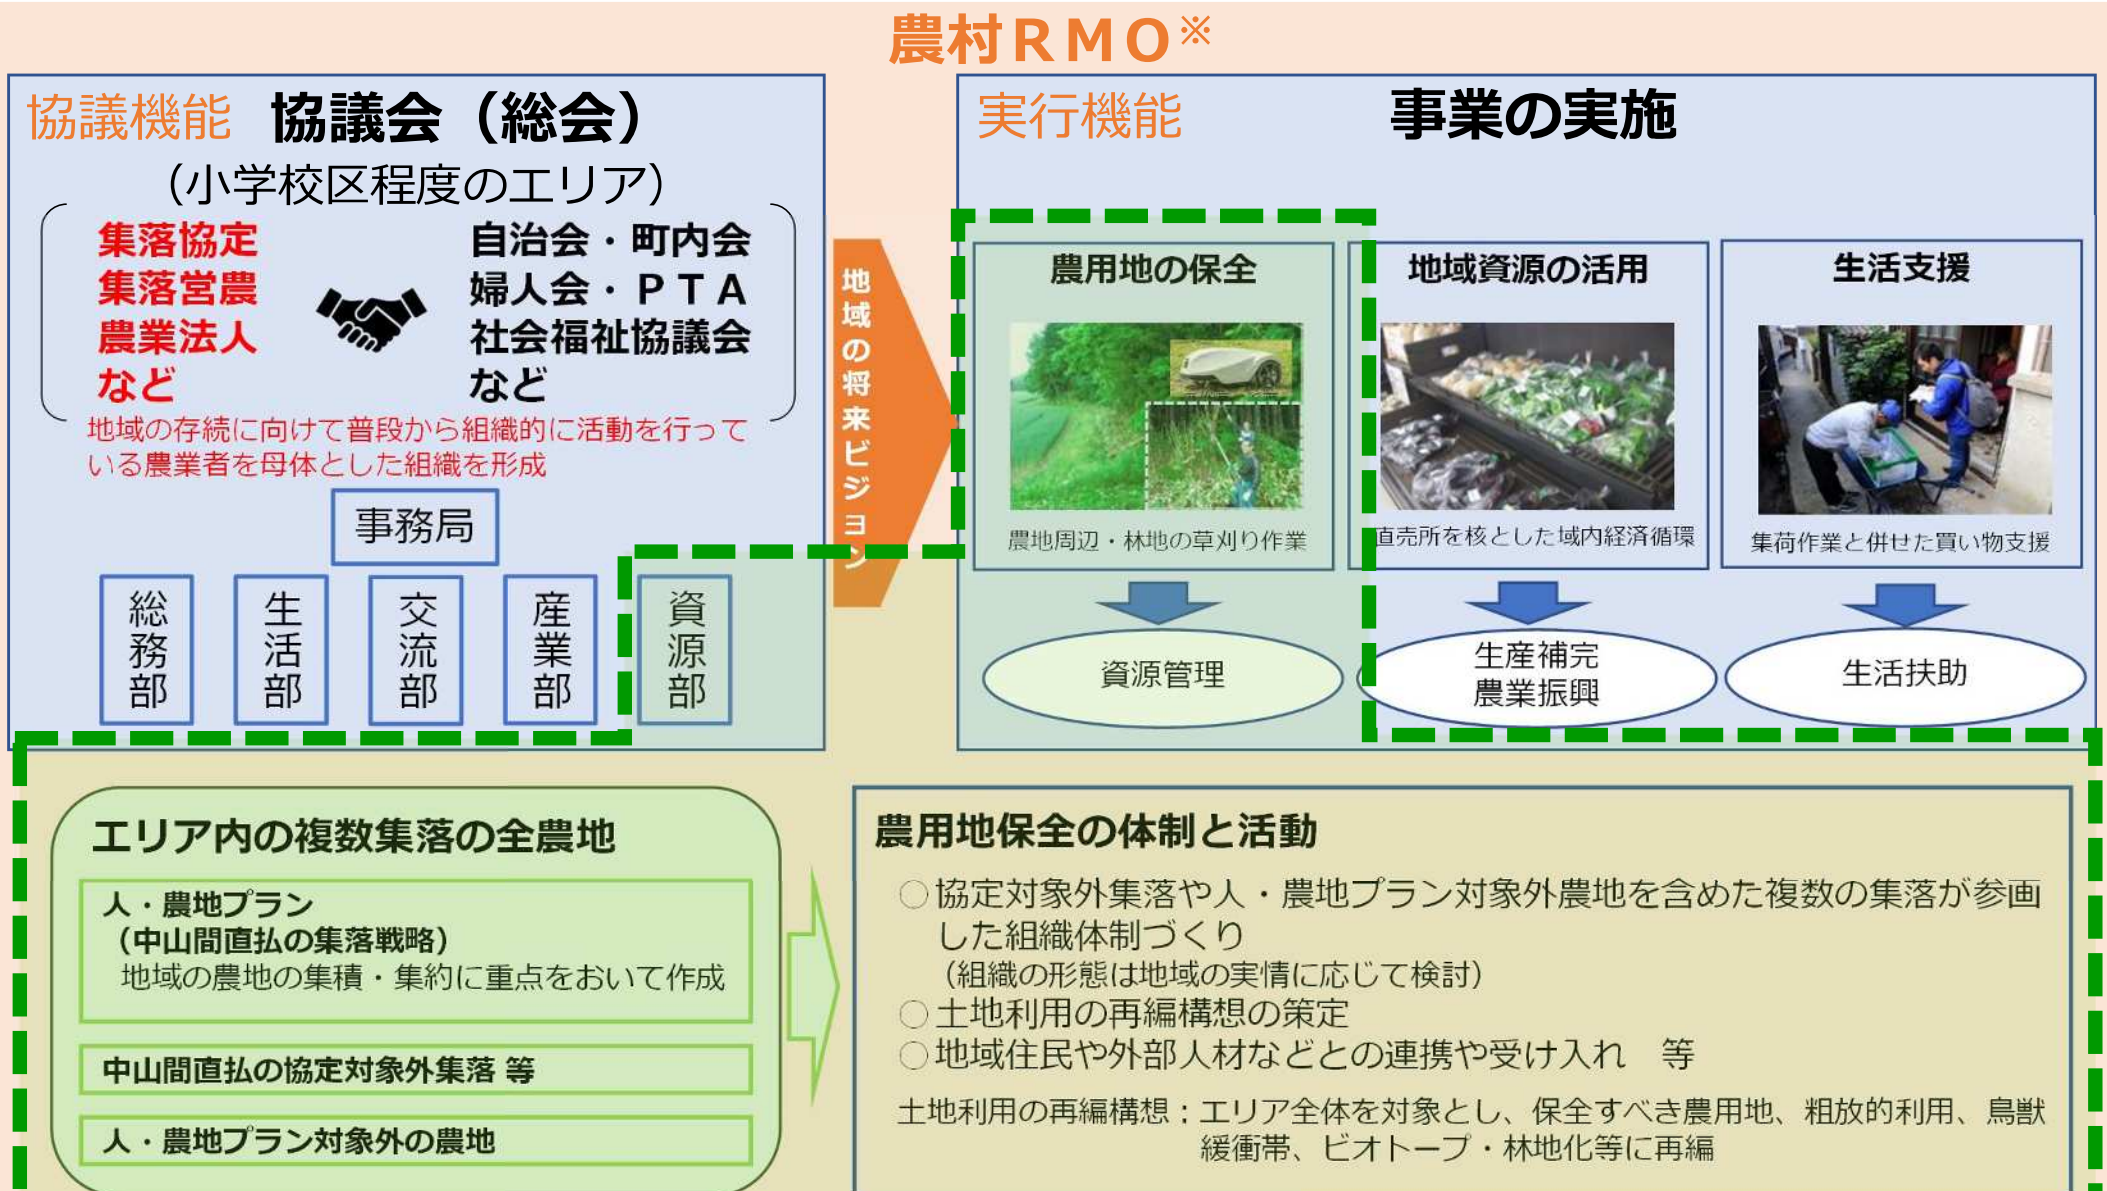 農村ＲＭＯ※
協議機能 協議会（総会）
（小学校区程度のエリア）
集落協定
集落営農
農業法人
など
自治会・町内会
婦人会・ＰＴＡ
社会福祉協議会
など
地域の存続に向けて普段から組織的に活動を行って
いる農業者を母体とした組織を形成
事務局
総務部
生活部
交流部
産業部
資源部
地域の将来ビジョン
実行機能 事業の実施
農用地の保全
農地周辺・林地の草刈り作業
資源管理
地域資源の活用
直売所を核とした域内経済循環
生産補完
農業振興
生活支援
集荷作業と併せた買い物支援
生活扶助
エリア内の複数集落の全農地
人・農地プラン
（中山間直払の集落戦略）
地域の農地の集積・集約に重点をおいて作成
中山間直払の協定対象外集落 等
人・農地プラン対象外の農地
農用地保全の体制と活動
○協定対象外集落や人・農地プラン対象外農地を含めた複数の集落が参画
した組織体制づくり
（組織の形態は地域の実情に応じて検討）
○土地利用の再編構想の策定
○地域住民や外部人材などとの連携や受け入れ　等
土地利用の再編構想：エリア全体を対象とし、保全すべき農用地、粗放的利用、鳥獣
緩衝帯、ビオトープ・林地化等に再編